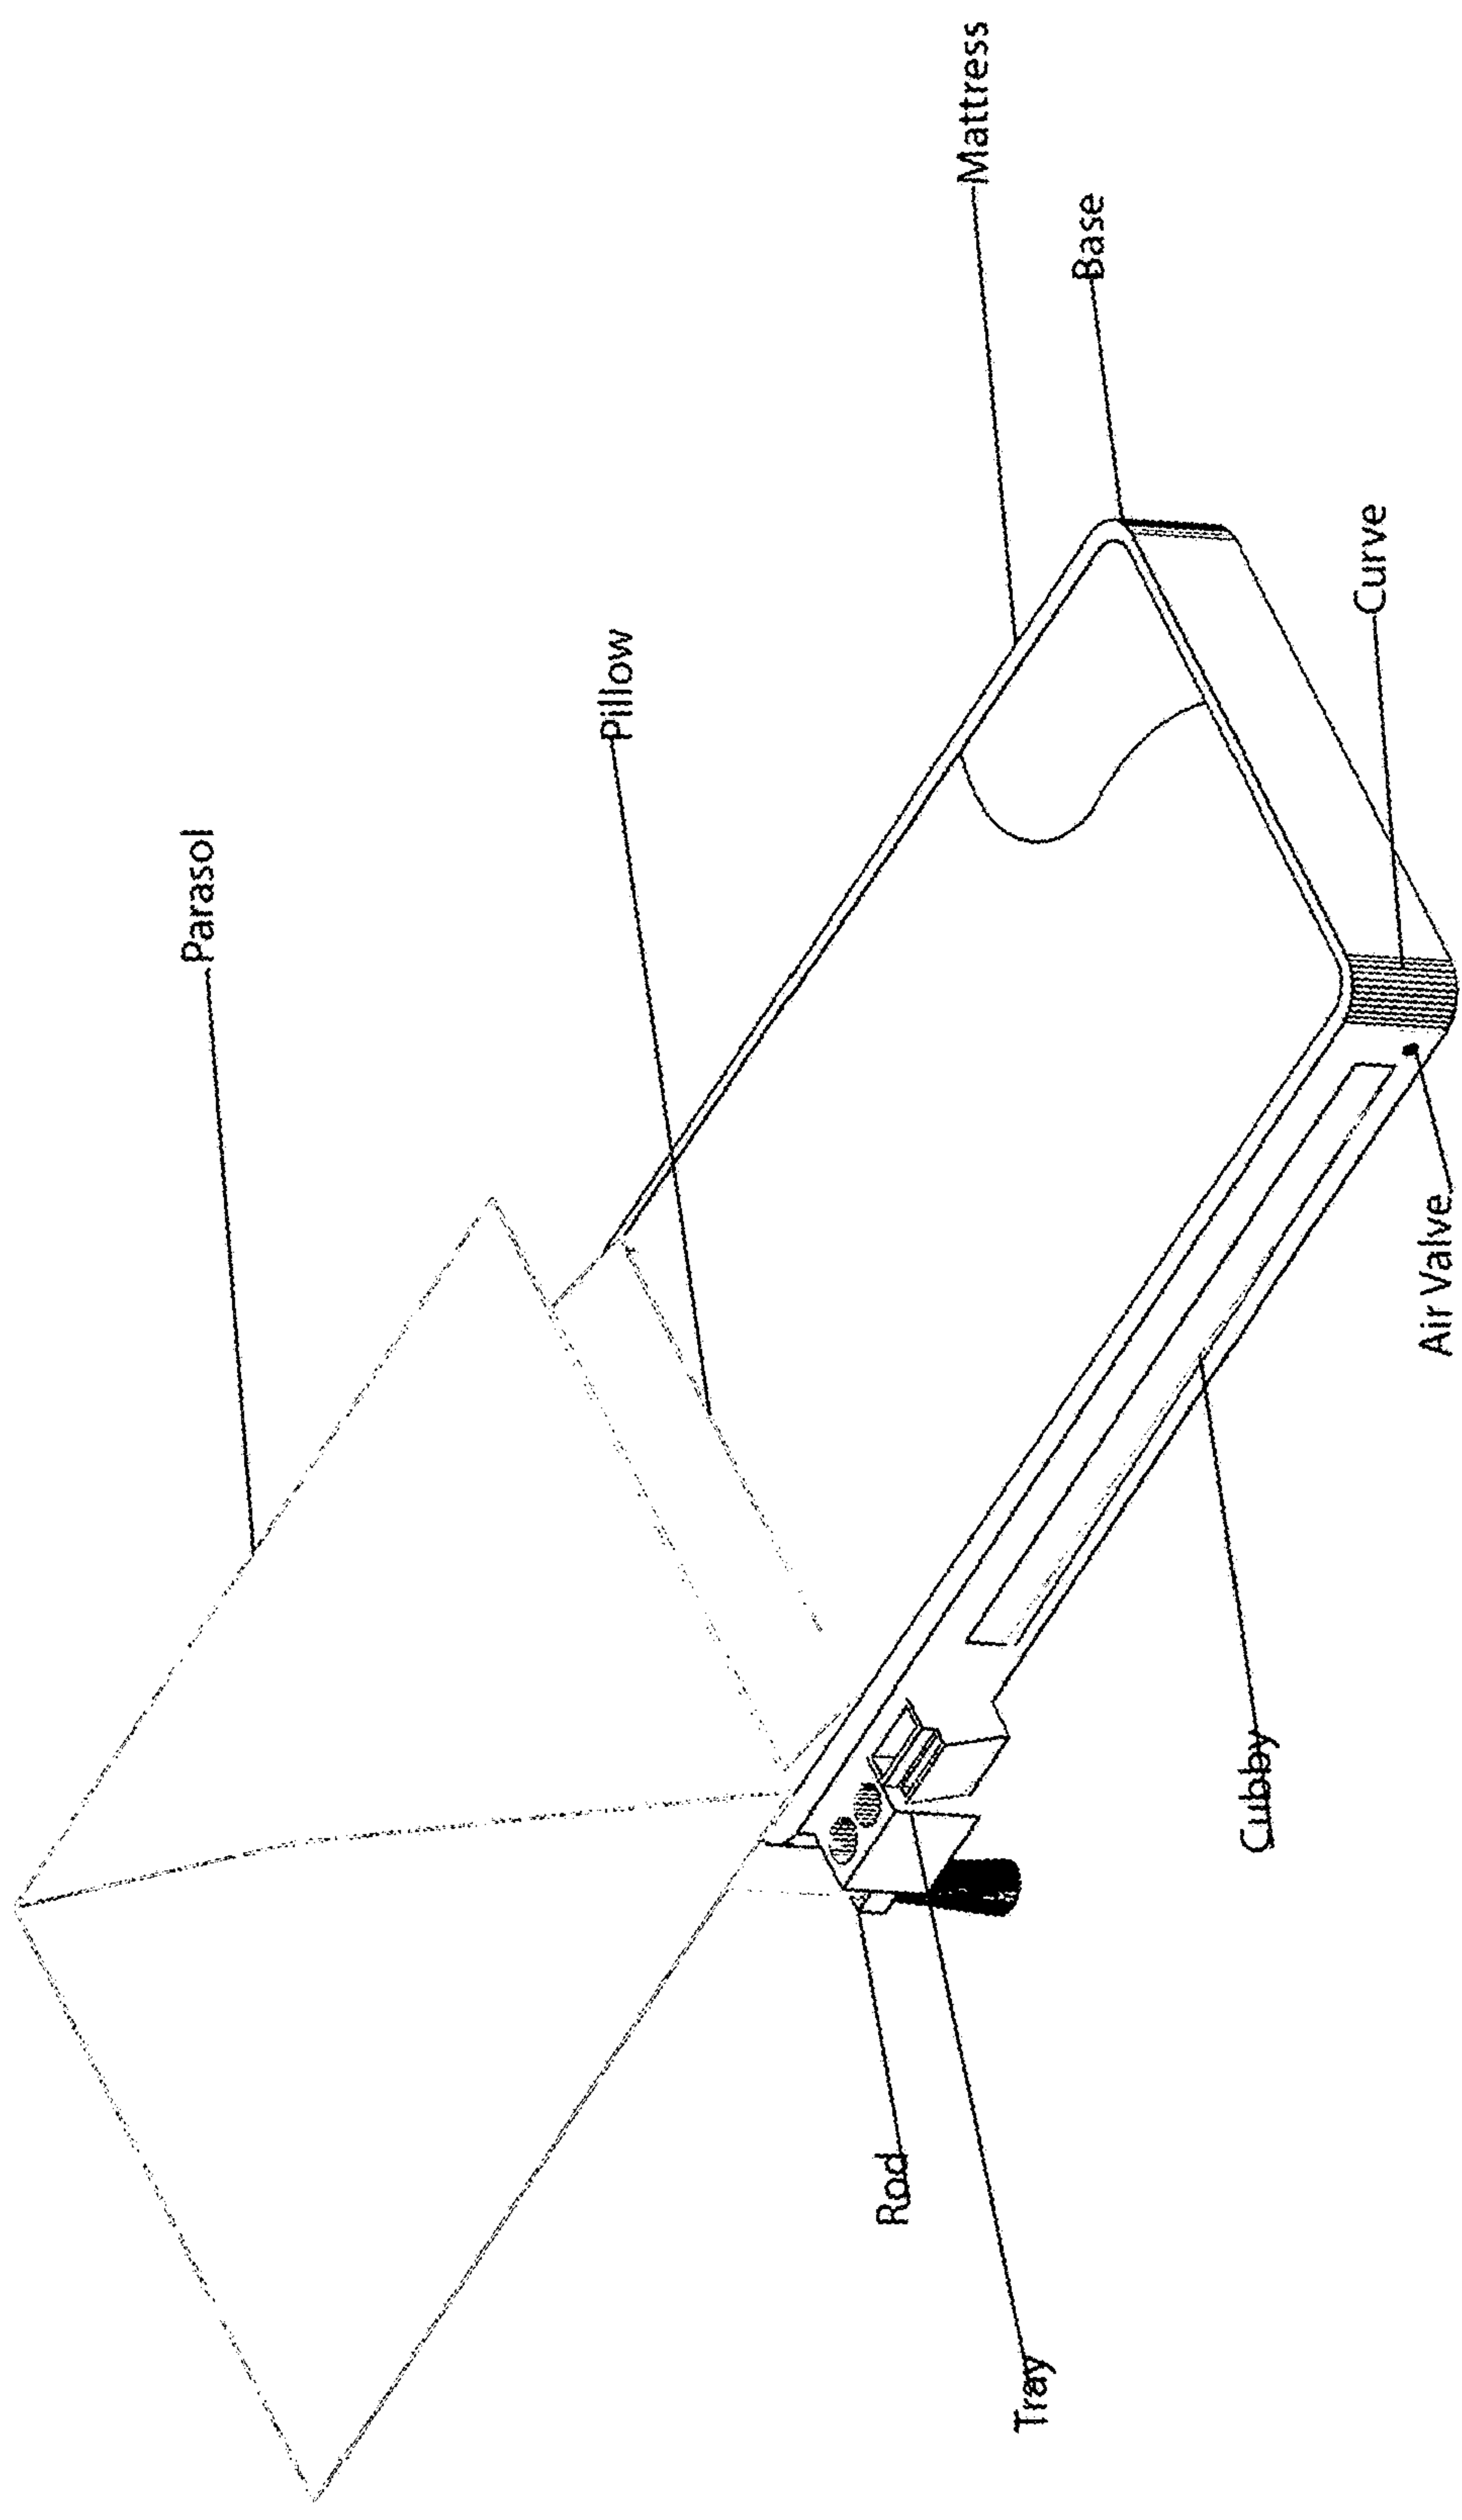 Parasol
Pillow
Mattress
Base
Curve
Air Valve
Cubby
Rod
Tray